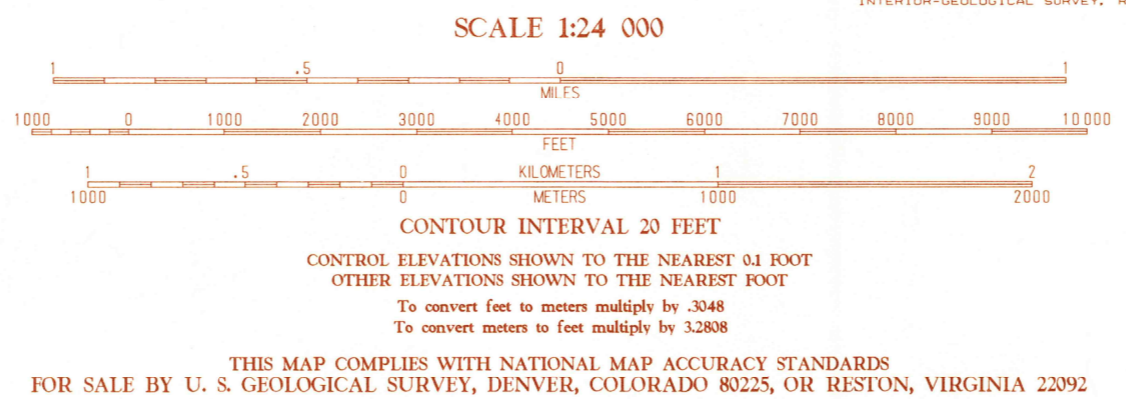 INTERIOR-GEOLOGICAL SURVEY,
SCALE 1:24 000
1 .5 0 1
MILES
1000 0 1000 2000 3000 4000 5000 6000 7000 8000 9000 10 000
FEET
1 .5 0 KILOMETERS 1 2
1000 0 METERS 1000 2000
CONTOUR INTERVAL 20 FEET
CONTROL ELEVATIONS SHOWN TO THE NEAREST 0.1 FOOT
OTHER ELEVATIONS SHOWN TO THE NEAREST FOOT
To convert feet to meters multiply by .3048
To convert meters to feet multiply by 3.2808
THIS MAP COMPLIES WITH NATIONAL MAP ACCURACY STANDARDS
FOR SALE BY U. S. GEOLOGICAL SURVEY, DENVER, COLORADO 80225, OR RESTON, VIRGINIA 22092